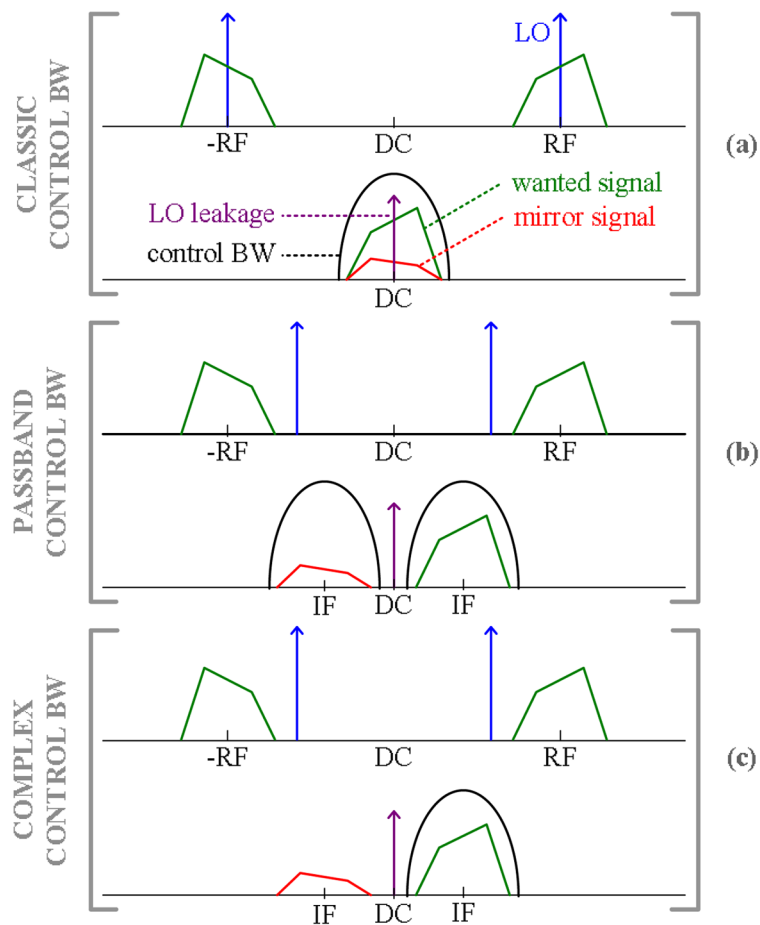 CLASSIC
CONTROL BW
LO
-RF
DC
RF
(a)
wanted signal
LO leakage
mirror signal
control BW
DC
PASSBAND
CONTROL BW
-RF
DC
RF
(b)
IF
DC
IF
COMPLEX
CONTROL BW
-RF
DC
RF
(c)
IF
DC
IF